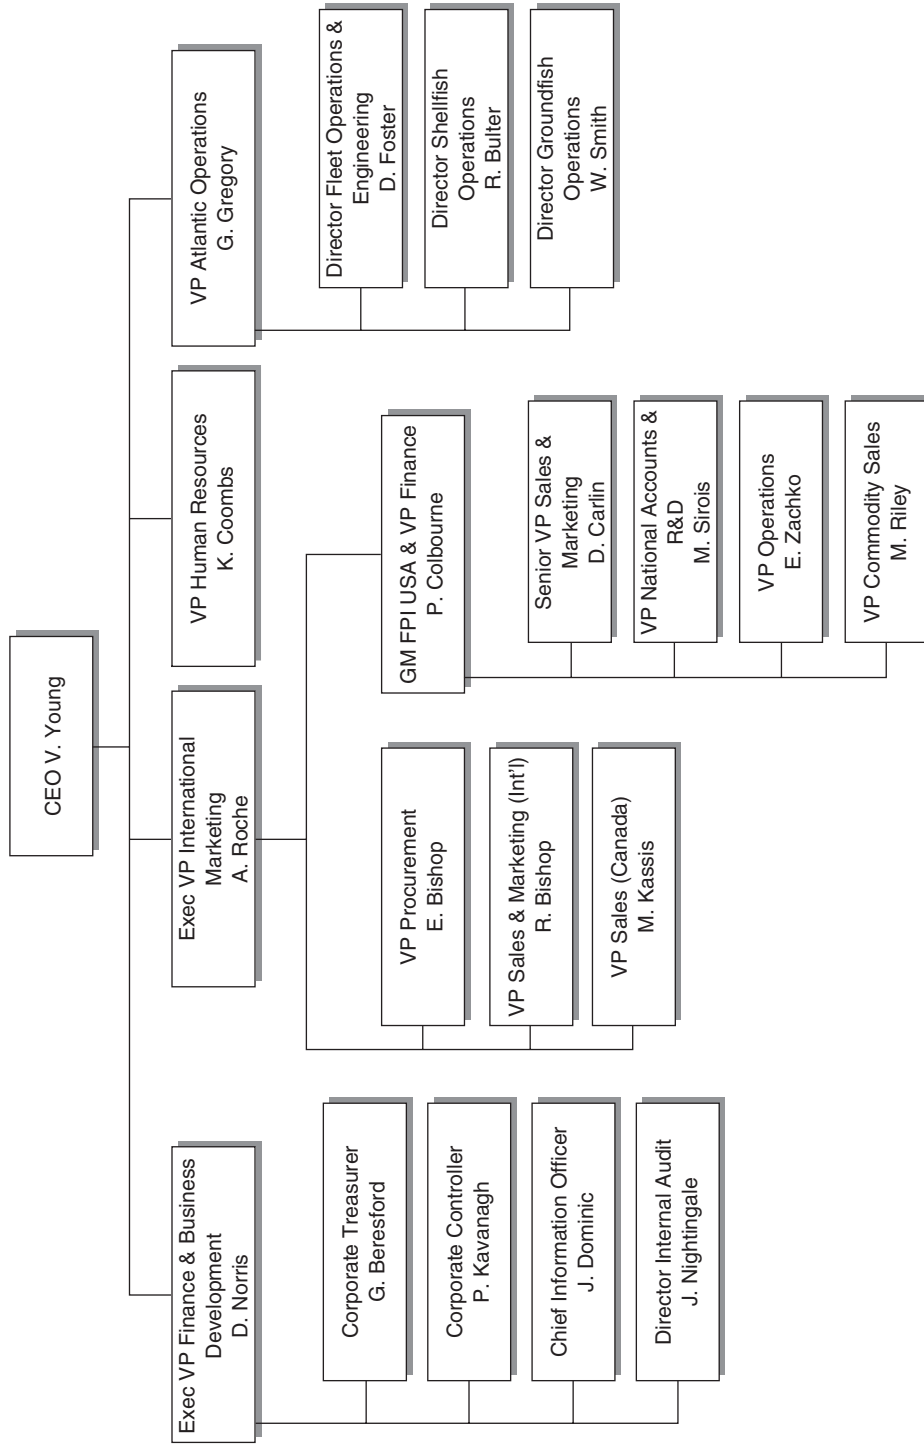 CEO V. Young
Exec VP Finance & Business
Development
D. Norris
Corporate Treasurer
G. Beresford
Corporate Controller
P. Kavanagh
Chief Information Officer
J. Dominic
Director Internal Audit
J. Nightingale
Exec VP International
Marketing
A. Roche
VP Procurement
E. Bishop
VP Sales & Marketing (Int'l)
R. Bishop
VP Sales (Canada)
M. Kassis
GM FPI USA & VP Finance
P. Colbourne
Senior VP Sales &
Marketing
D. Carlin
VP National Accounts &
R&D
M. Sirois
VP Operations
E. Zachko
VP Commodity Sales
M. Riley
VP Human Resources
K. Coombs
VP Atlantic Operations
G. Gregory
Director Fleet Operations &
Engineering
D. Foster
Director Shellfish
Operations
R. Bulter
Director Groundfish
Operations
W. Smith